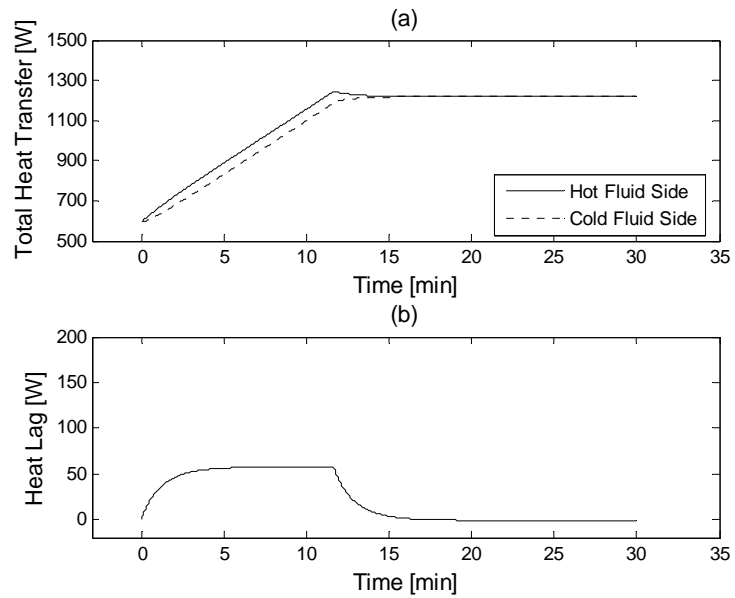 (a)
Total Heat Transfer [W]
1500
1300
1100
900
700
500
Hot Fluid Side
Cold Fluid Side
0 5 10 15 20 25 30 35
Time [min]
(b)
Heat Lag [W]
200
150
100
50
0
0 5 10 15 20 25 30 35
Time [min]